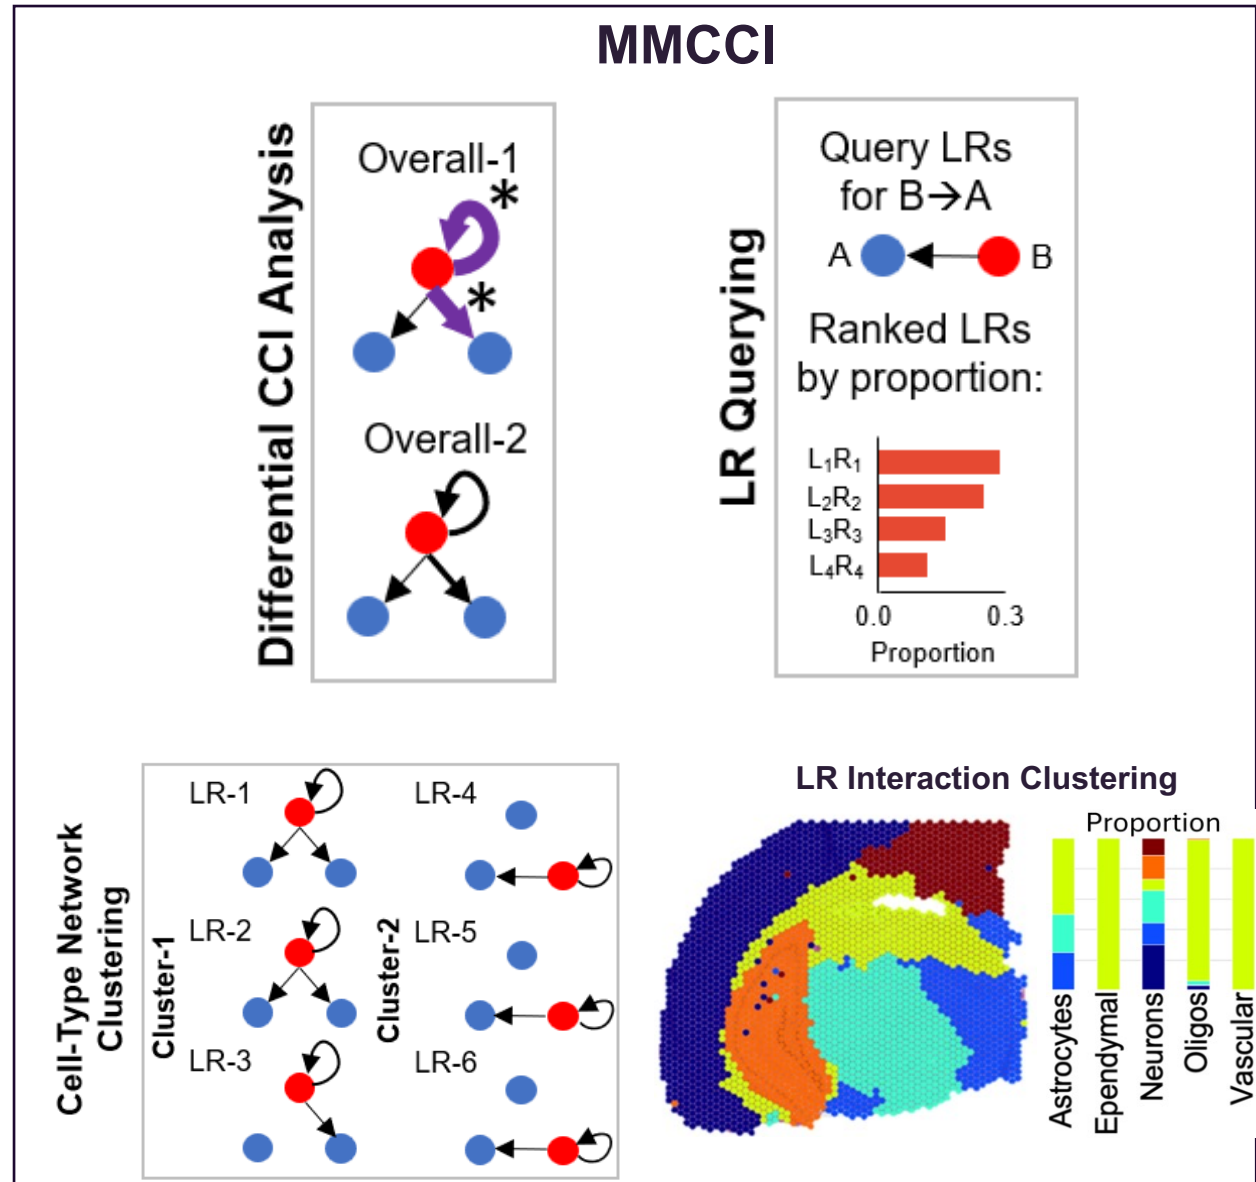 MMCCI
Differential CCI Analysis
Overall-1
*
*
Overall-2
LR Querying
Query LRs
for B→A
A
B
Ranked LRs
by proportion:
L₁R₁
L₂R₂
L₃R₃
L₄R₄
0.0
0.3
Proportion
Cell-Type Network
Clustering
Cluster-1
LR-1
LR-2
LR-3
Cluster-2
LR-4
LR-5
LR-6
LR Interaction Clustering
Proportion
Astrocytes
Ependymal
Neurons
Oligos
Vascular